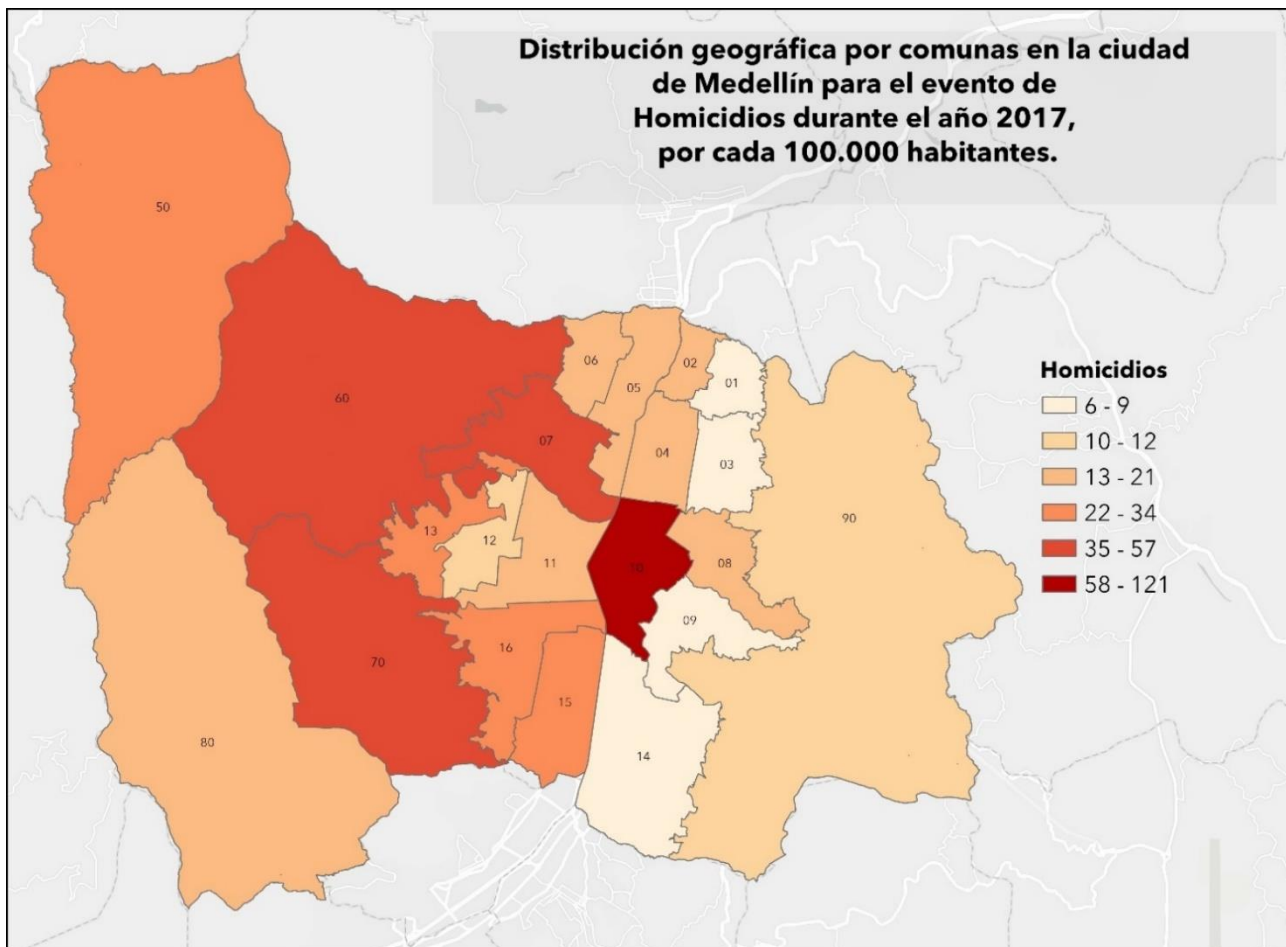 Distribución geográfica por comunas en la ciudad
de Medellín para el evento de
Homicidios durante el año 2017,
por cada 100.000 habitantes.
50
06
02
01
05
Homicidios
6 - 9
60
10 - 12
07
04
03
13 - 21
22 - 34
90
13
12
35 - 57
11
10
08
58 - 121
09
16
70
15
80
14